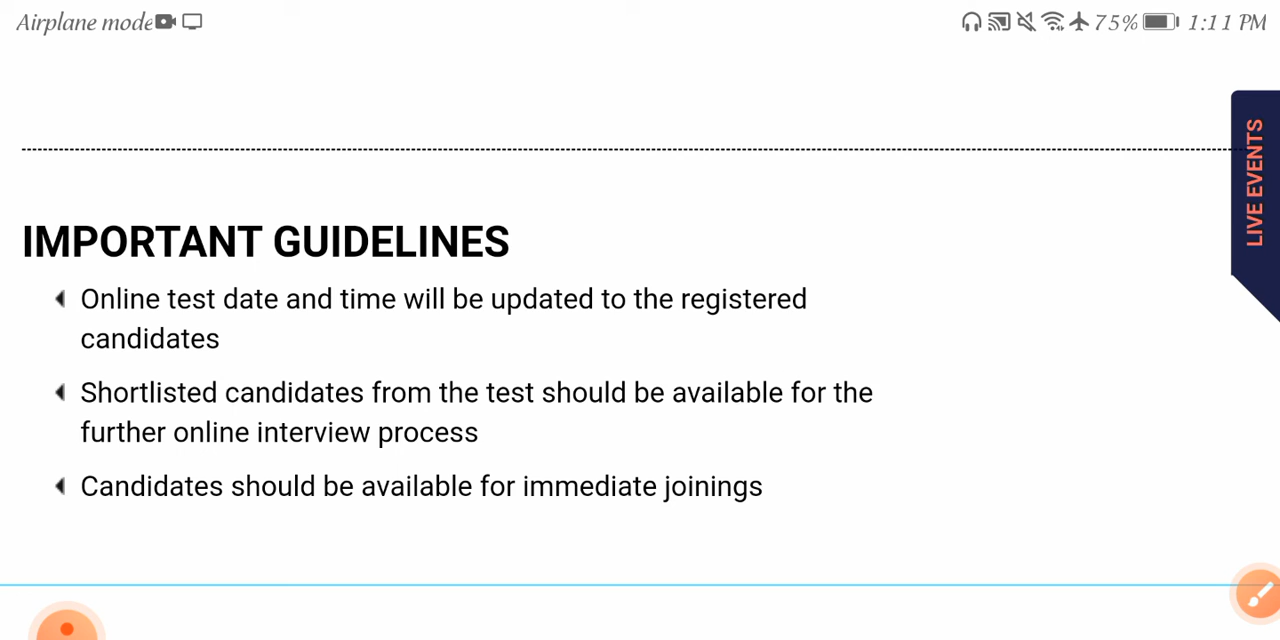 Airplane mode
75% 1:11 PM
LIVE EVENTS
IMPORTANT GUIDELINES
Online test date and time will be updated to the registered
candidates
Shortlisted candidates from the test should be available for the
further online interview process
Candidates should be available for immediate joinings